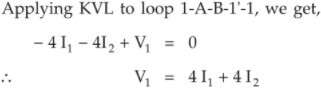 Applying KVL to loop 1-A-B-1'-1, we get,
− 4 I₁ − 4I₂ + V₁ = 0
∴ V₁ = 4 I₁ + 4 I₂